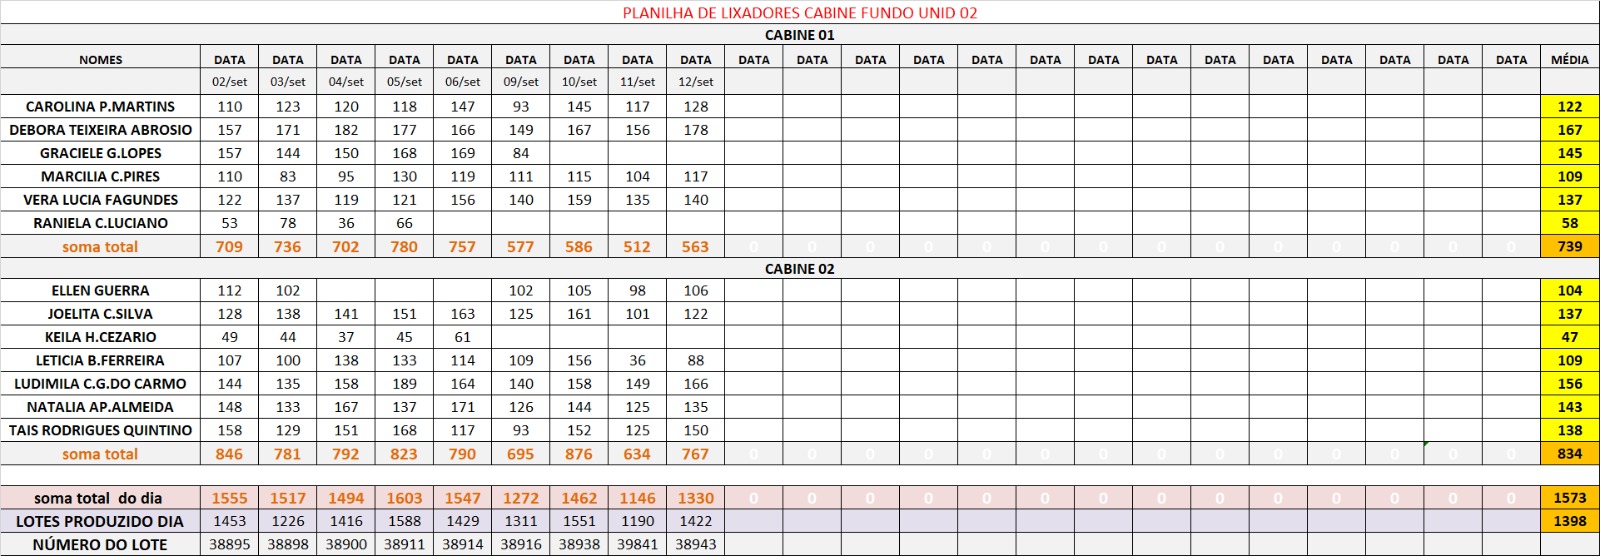 PLANILHA DE LIXADORES CABINE FUNDO UNID 02
CABINE 01
NOMES DATA DATA DATA DATA DATA DATA DATA DATA DATA DATA DATA DATA DATA DATA DATA DATA DATA DATA DATA DATA DATA DATA DATA MÉDIA
02/set 03/set 04/set 05/set 06/set 09/set 10/set 11/set 12/set
CAROLINA P.MARTINS 110 123 120 118 147 93 145 117 128 122
DEBORA TEIXEIRA ABROSIO 157 171 182 177 166 149 167 156 178 167
GRACIELE G.LOPES 157 144 150 168 169 84 145
MARCILIA C.PIRES 110 83 95 130 119 111 115 104 117 109
VERA LUCIA FAGUNDES 122 137 119 121 156 140 159 135 140 137
RANIELA C.LUCIANO 53 78 36 66 58
soma total 709 736 702 780 757 577 586 512 563 0 0 0 0 0 0 0 0 0 0 0 0 0 0 739
CABINE 02
ELLEN GUERRA 112 102 102 105 98 106 104
JOELITA C.SILVA 128 138 141 151 163 125 161 101 122 137
KEILA H.CEZARIO 49 44 37 45 61 47
LETICIA B.FERREIRA 107 100 138 133 114 109 156 36 88 109
LUDIMILA C.G.DO CARMO 144 135 158 189 164 140 158 149 166 156
NATALIA AP.ALMEIDA 148 133 167 137 171 126 144 125 135 143
TAIS RODRIGUES QUINTINO 158 129 151 168 117 93 152 125 150 138
soma total 846 781 792 823 790 695 876 634 767 0 0 0 0 0 0 0 0 0 0 0 0 0 0 834
soma total do dia 1555 1517 1494 1603 1547 1272 1462 1146 1330 0 0 0 0 0 0 0 0 0 0 0 0 0 0 1573
LOTES PRODUZIDO DIA 1453 1226 1416 1588 1429 1311 1551 1190 1422 1398
NÚMERO DO LOTE 38895 38898 38900 38911 38914 38916 38938 39841 38943